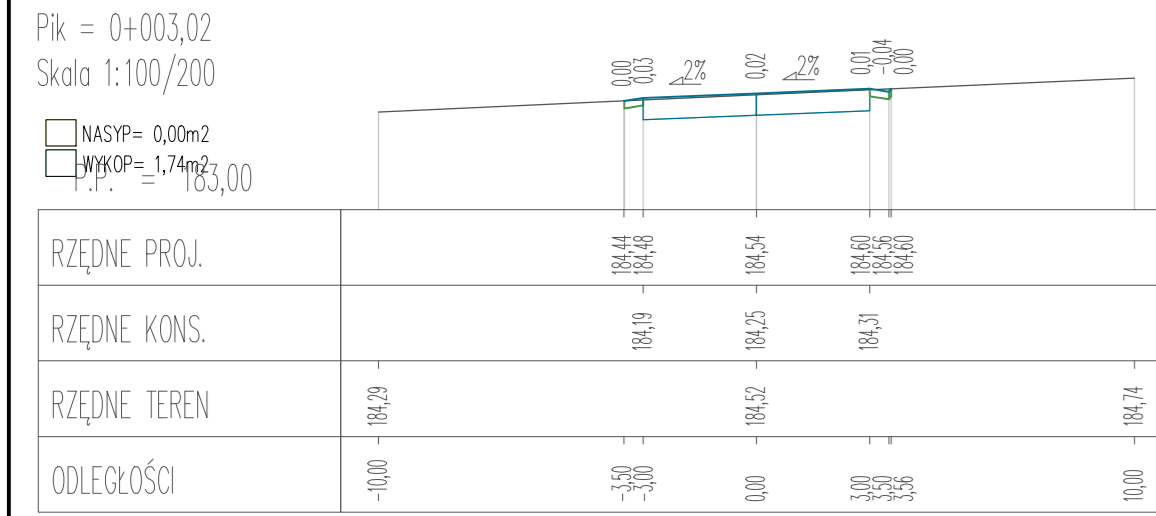 Pik = 0+003,02
Skala 1:100/200
0,00 0,03 2% 0,02 2% 0,01 -0,04 0,00
NASYP= 0,00m2
WYKOP= 1,74m2
P.P. = 183,00
RZĘDNE PROJ. 184,44 184,48 184,54 184,60 184,56 184,60
RZĘDNE KONS. 184,19 184,25 184,31
RZĘDNE TEREN 184,29 184,52 184,74
ODLEGŁOŚCI -10,00 -3,50 -3,00 0,00 3,00 3,50 3,56 10,00